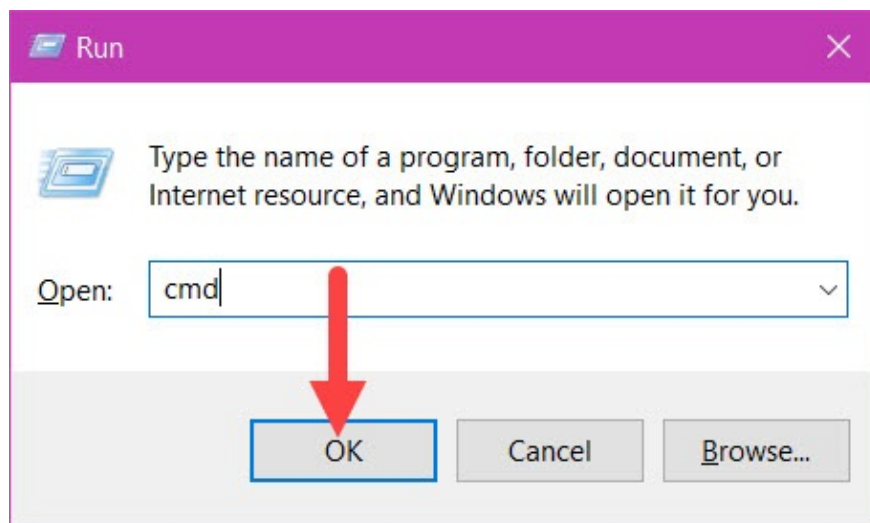 Run
Type the name of a program, folder, document, or
Internet resource, and Windows will open it for you.
Open: cmd
OK Cancel Browse...